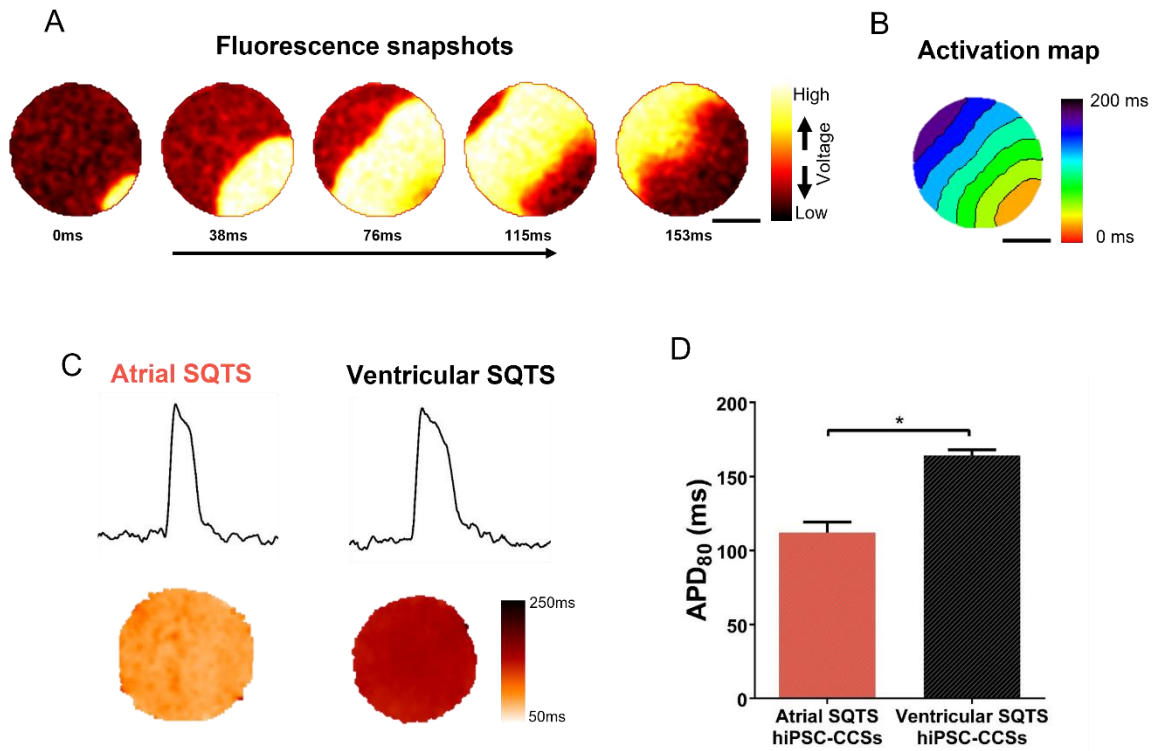 A
Fluorescence snapshots
0ms
38ms
76ms
115ms
153ms
High
Voltage
Low
B
Activation map
200 ms
0 ms
C
Atrial SQTS
Ventricular SQTS
250ms
50ms
D
APD80 (ms)
200
150
100
50
0
*
Atrial SQTS
hiPSC-CCSs
Ventricular SQTS
hiPSC-CCSs